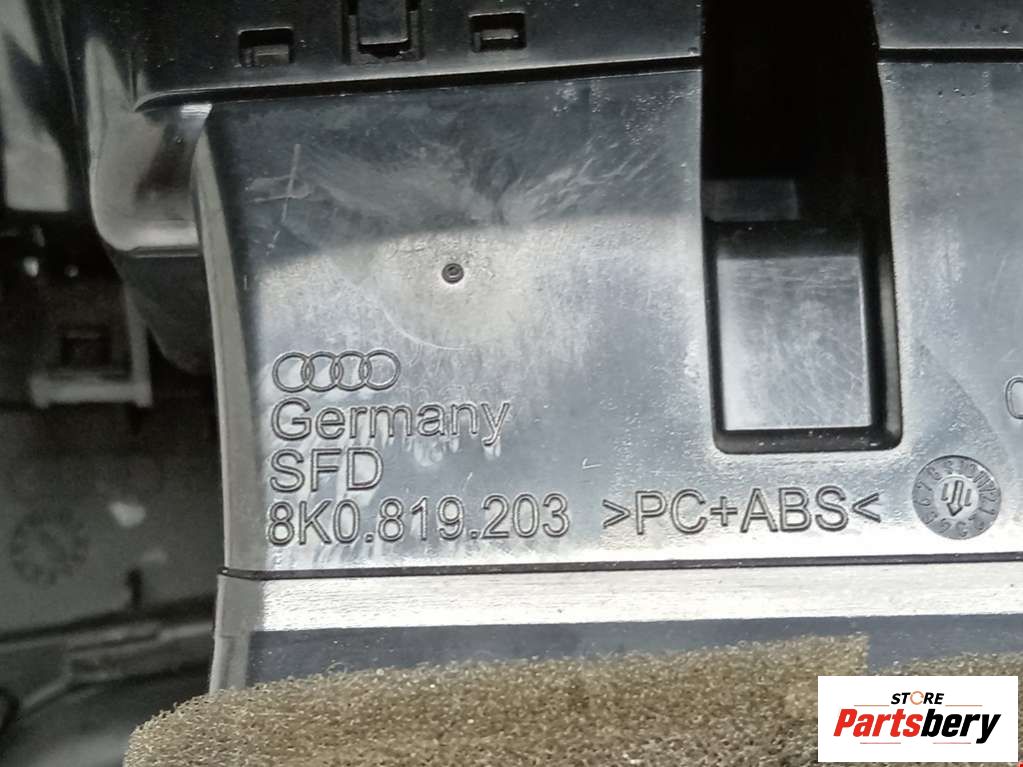 Germany
SFD
8K0.819.203 >PC+ABS<
STORE
Partsbery